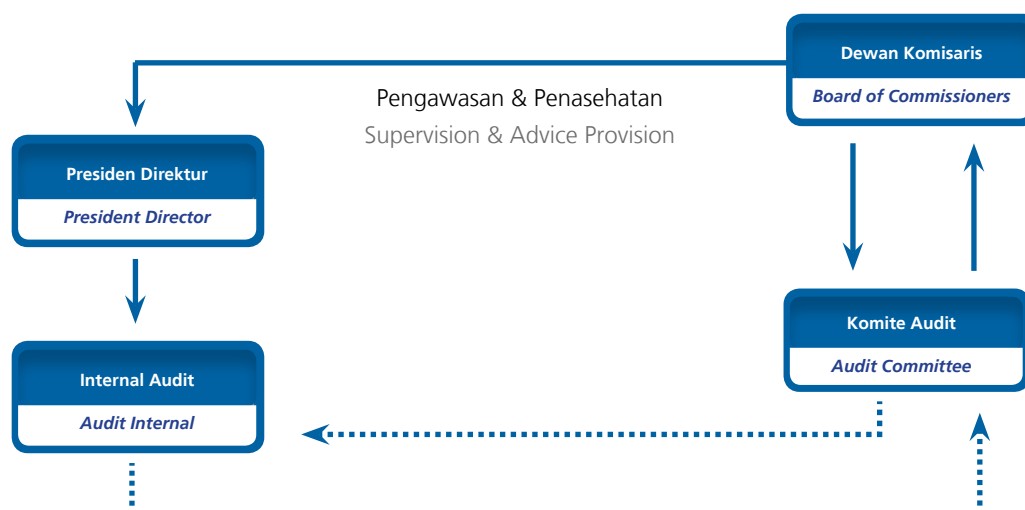 Dewan Komisaris
Board of Commissioners
Pengawasan & Penasehatan
Supervision & Advice Provision
Presiden Direktur
President Director
Komite Audit
Audit Committee
Internal Audit
Audit Internal